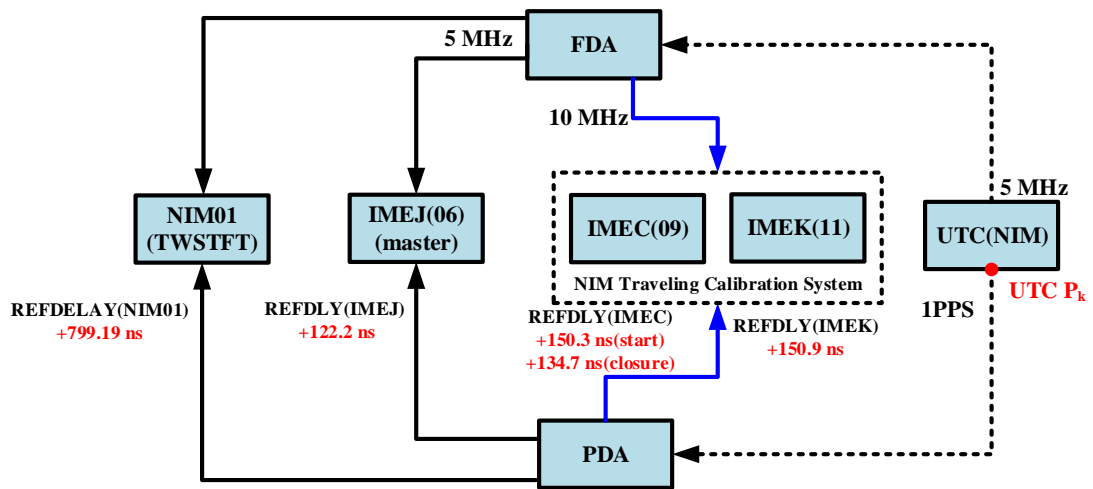 FDA
5 MHz
10 MHz
5 MHz
NIM01
(TWSTFT)
IMEJ(06)
(master)
IMEC(09)
IMEK(11)
UTC(NIM)
NIM Traveling Calibration System
UTC Pk
1PPS
REFDELAY(NIM01)
+799.19 ns
REFDLY(IMEJ)
+122.2 ns
REFDLY(IMEC)
+150.3 ns(start)
+134.7 ns(closure)
REFDLY(IMEK)
+150.9 ns
PDA